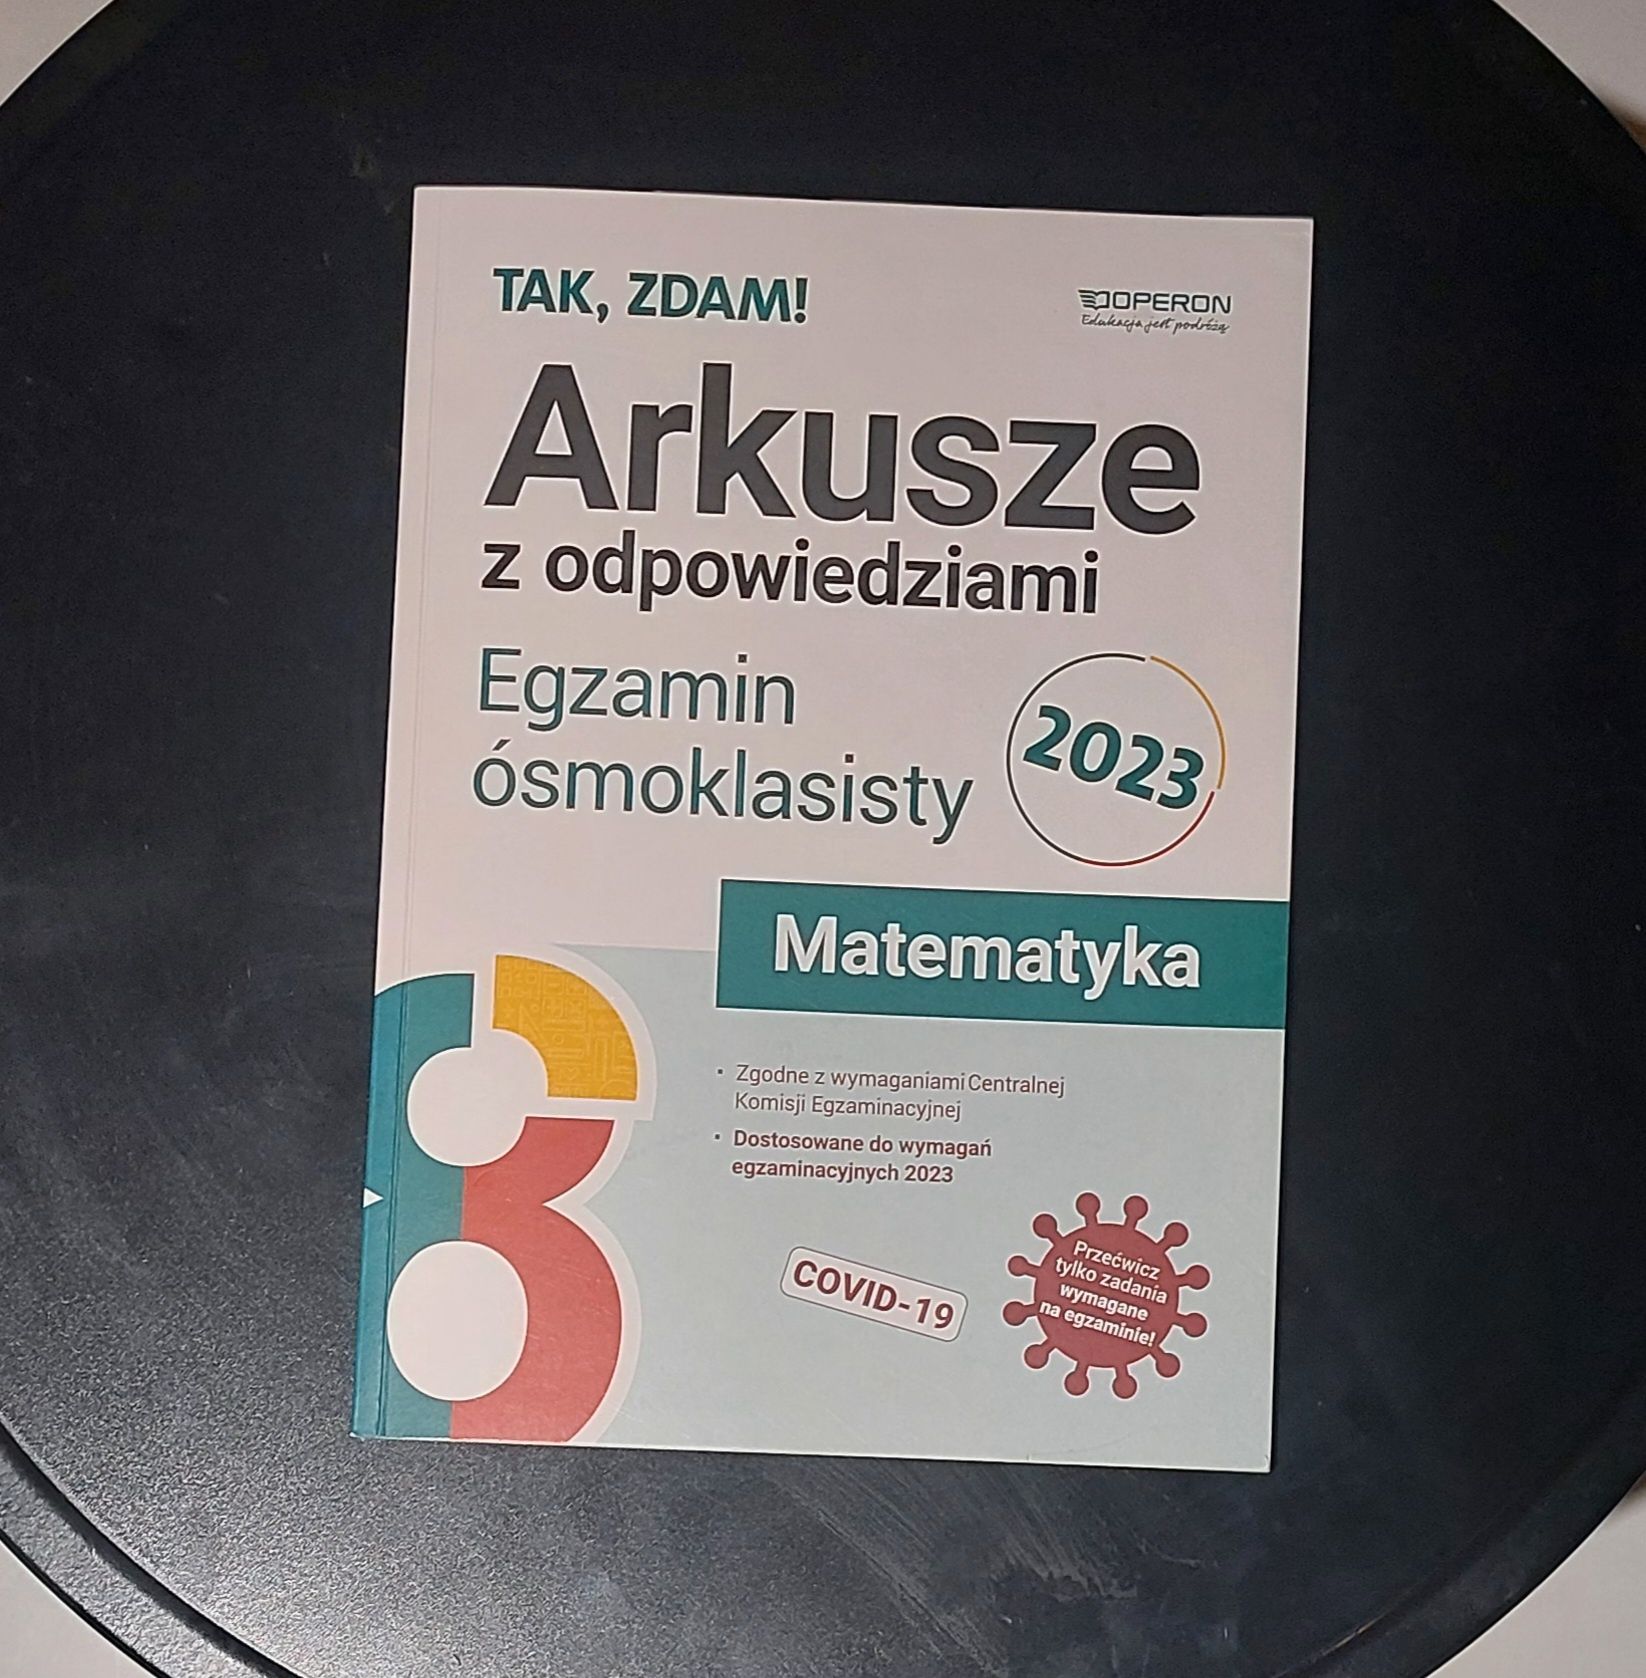 TAK, ZDAM!
OPERON
Edukacja jest podróżą
Arkusze
z odpowiedziami
Egzamin
ósmoklasisty
2023
Matematyka
• Zgodne z wymaganiami Centralnej
Komisji Egzaminacyjnej
• Dostosowane do wymagań
egzaminacyjnych 2023
COVID-19
Przećwicz
tylko zadania
wymagane
na egzaminie!
8